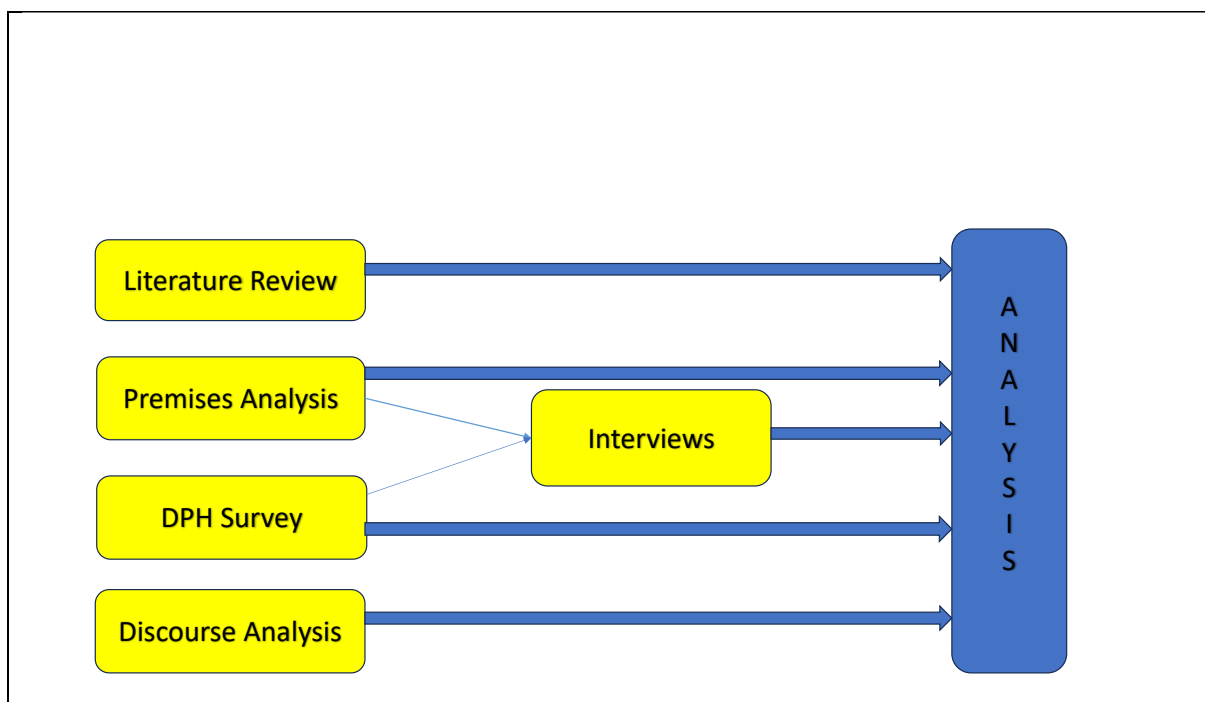 Literature Review
Premises Analysis
Interviews
DPH Survey
Discourse Analysis
A
N
A
L
Y
S
I
S